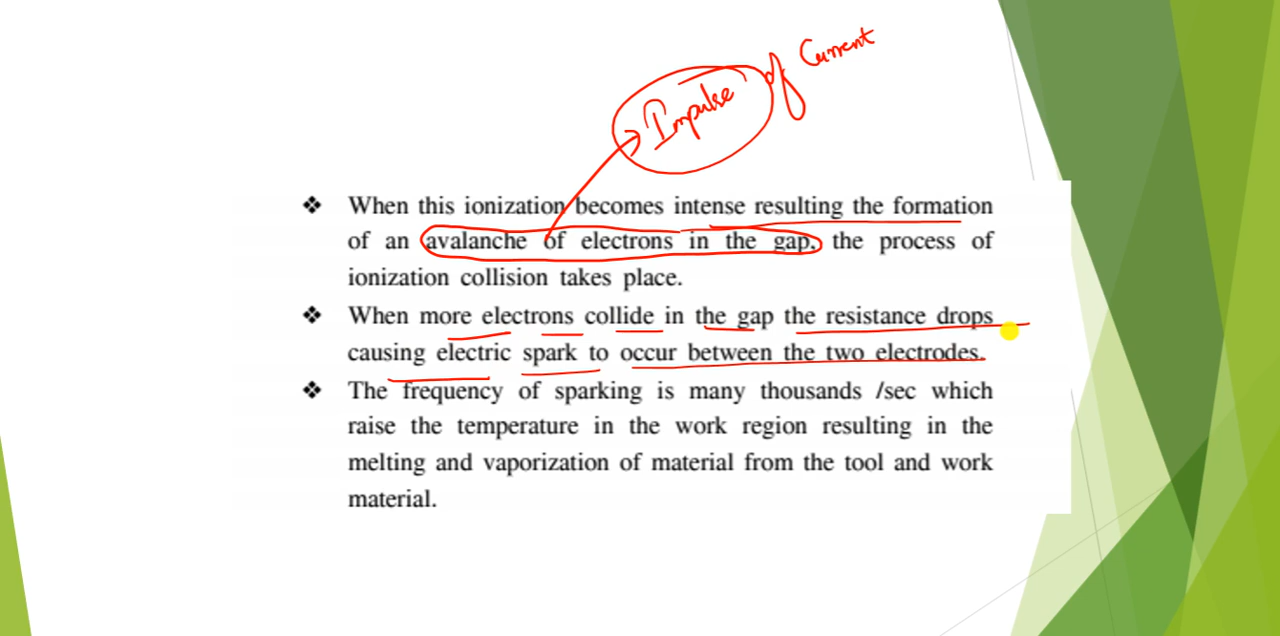 Impulse of Current
❖ When this ionization becomes intense resulting the formation
of an avalanche of electrons in the gap, the process of
ionization collision takes place.
❖ When more electrons collide in the gap the resistance drops
causing electric spark to occur between the two electrodes.
❖ The frequency of sparking is many thousands /sec which
raise the temperature in the work region resulting in the
melting and vaporization of material from the tool and work
material.